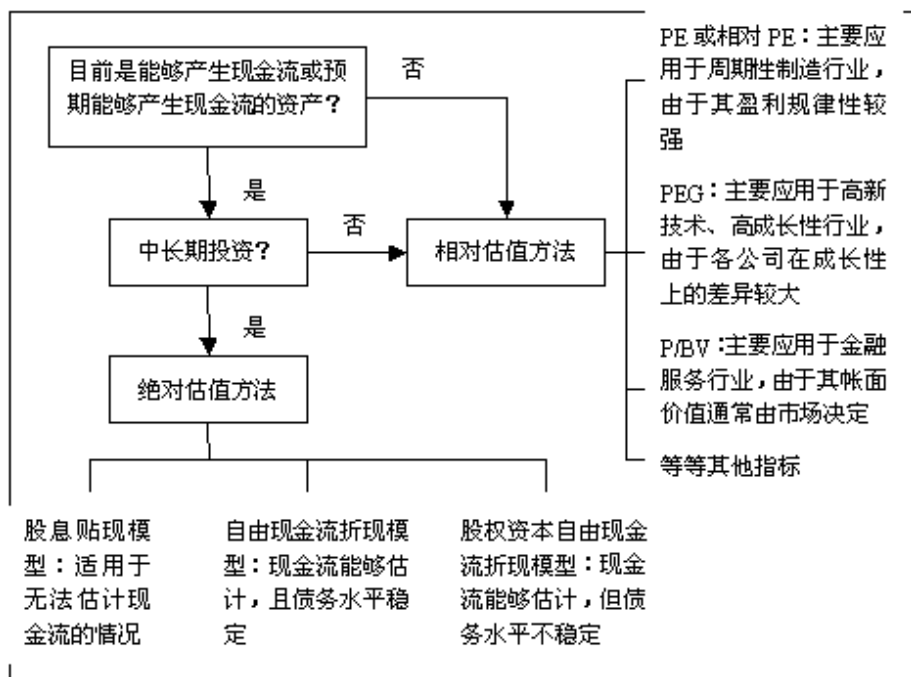 目前是能够产生现金流或预
期能够产生现金流的资产？
否
是
中长期投资？
否
相对估值方法
是
绝对估值方法
PE 或相对 PE：主要应
用于周期性制造行业，
由于其盈利规律性较
强
PEG：主要应用于高新
技术、高成长性行业，
由于各公司在成长性
上的差异较大
P/BV：主要应用于金融
服务行业，由于其帐面
价值通常由市场决定
等等其他指标
股息贴现模
型：适用于
无法估计现
金流的情况
自由现金流折现模
型：现金流能够估
计，且债务水平稳
定
股权资本自由现金
流折现模型：现金
流能够估计，但债
务水平不稳定